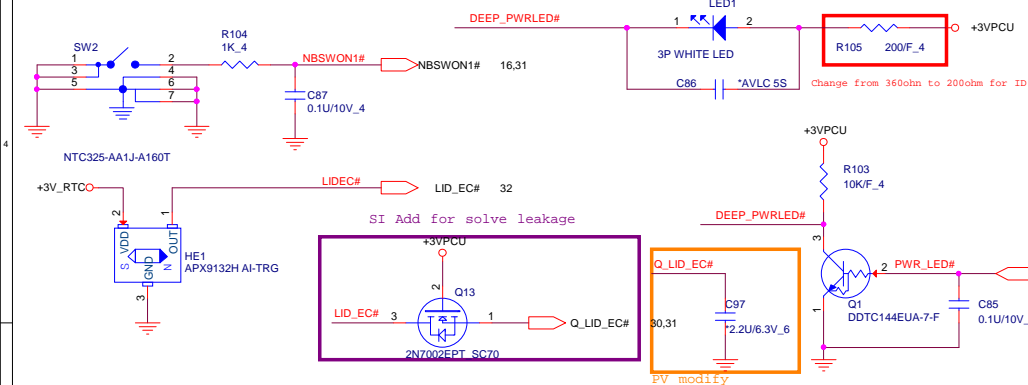 DEEP_PWRLED#
LED1
1
2
3P WHITE LED
R105
200/F_4
+3VPCU
C86
*AVLC 5S
Change from 360ohn to 200ohm for ID
SW2
1
3
5
2
4
6
7
R104
1K_4
NBSWON1#
NBSWON1#
16,31
C87
0.1U/10V_4
4
NTC325-AA1J-A160T
+3V_RTC
LIDEC#
LID_EC#
32
2
1
VDD
OUT
S
N
GND
3
HE1
APX9132H AI-TRG
SI Add for solve leakage
+3VPCU
2
Q13
LID_EC#
3
1
Q_LID_EC#
30,31
2N7002EPT_SC70
Q_LID_EC#
C97
*2.2U/6.3V_6
PV modify
+3VPCU
R103
10K/F_4
DEEP_PWRLED#
3
2
PWR_LED#
1
Q1
DDTC144EUA-7-F
C85
0.1U/10V_